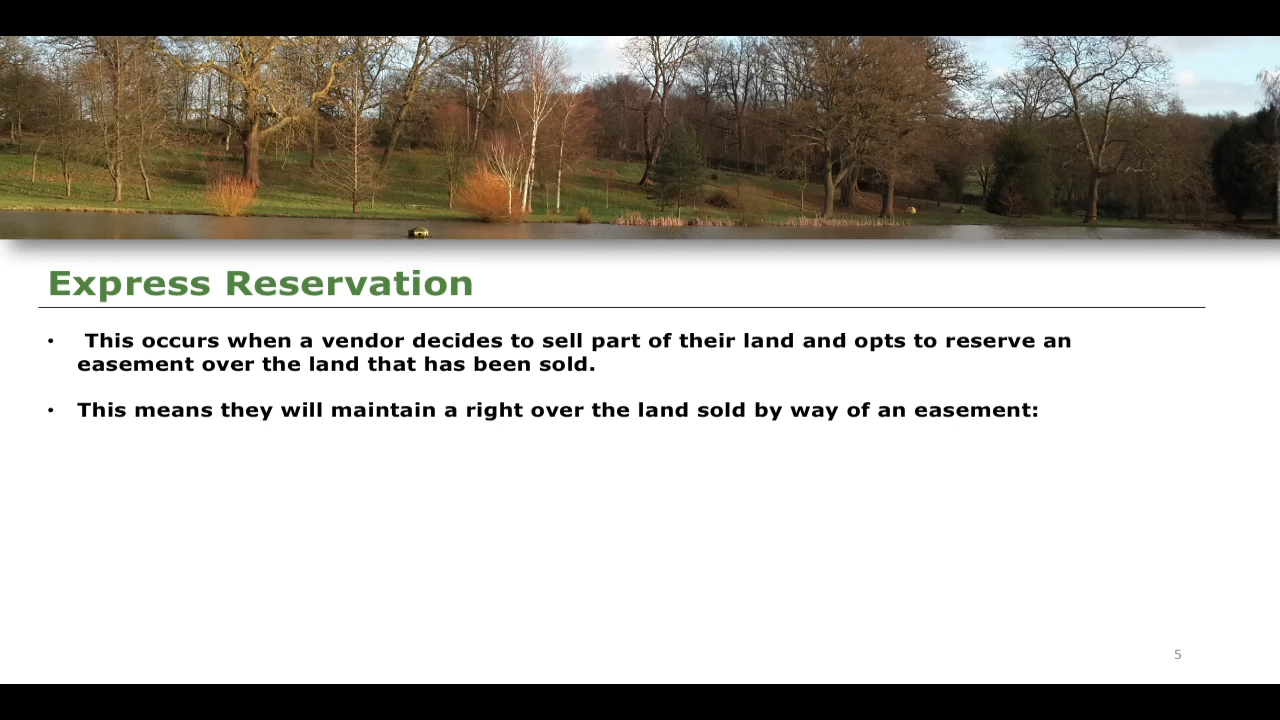 Express Reservation
• This occurs when a vendor decides to sell part of their land and opts to reserve an
easement over the land that has been sold.
• This means they will maintain a right over the land sold by way of an easement:
5